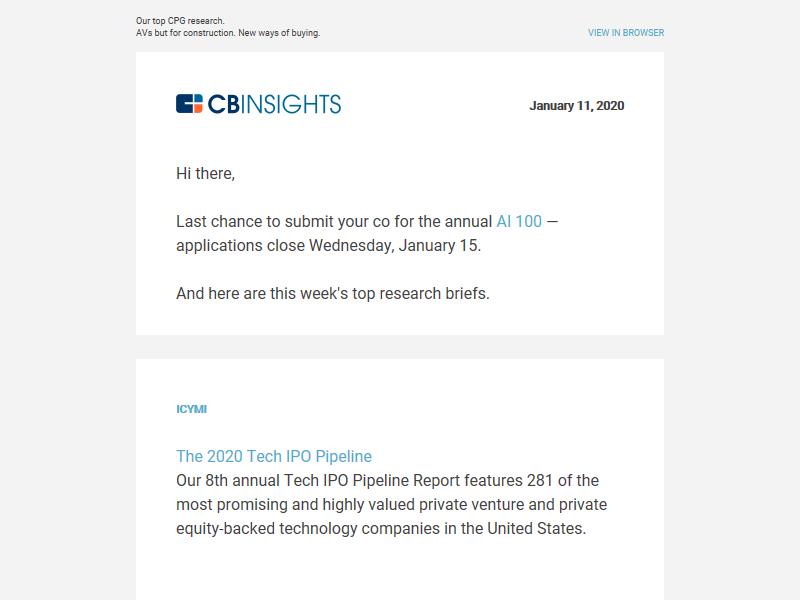 Our top CPG research.
AVs but for construction. New ways of buying.
VIEW IN BROWSER
CBINSIGHTS
January 11, 2020
Hi there,
Last chance to submit your co for the annual AI 100 —
applications close Wednesday, January 15.
And here are this week's top research briefs.
ICYMI
The 2020 Tech IPO Pipeline
Our 8th annual Tech IPO Pipeline Report features 281 of the
most promising and highly valued private venture and private
equity-backed technology companies in the United States.